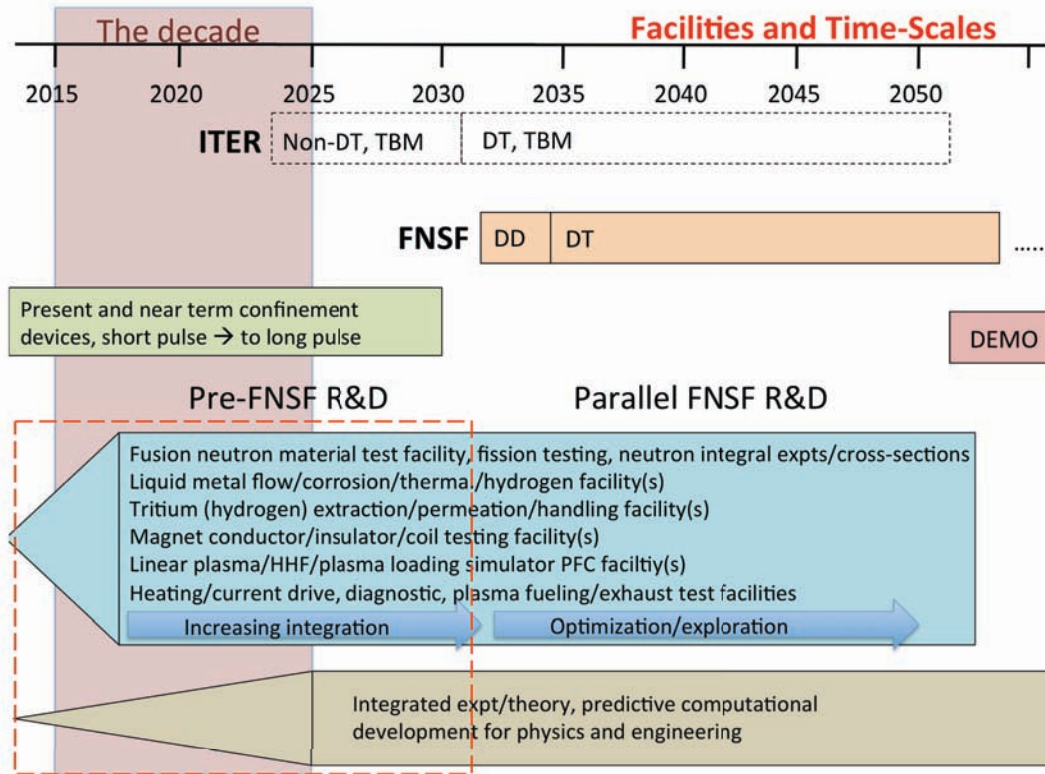 The decade
Facilities and Time-Scales
2015 2020 2025 2030 2035 2040 2045 2050
ITER Non-DT, TBM DT, TBM
FNSF DD DT .....
Present and near term confinement
devices, short pulse → to long pulse
DEMO
Pre-FNSF R&D Parallel FNSF R&D
Fusion neutron material test facility, fission testing, neutron integral expts/cross-sections
Liquid metal flow/corrosion/thermal/hydrogen facility(s)
Tritium (hydrogen) extraction/permeation/handling facility(s)
Magnet conductor/insulator/coil testing facility(s)
Linear plasma/HHF/plasma loading simulator PFC faciltiy(s)
Heating/current drive, diagnostic, plasma fueling/exhaust test facilities
Increasing integration Optimization/exploration
Integrated expt/theory, predictive computational
development for physics and engineering